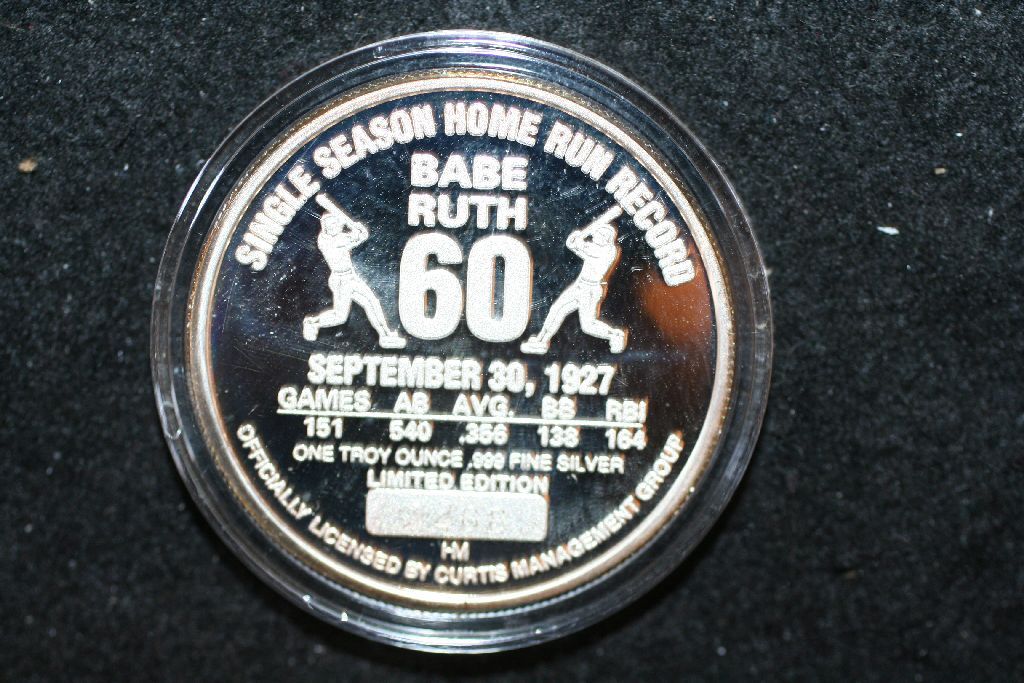 SINGLE SEASON HOME RUN RECORD
BABE
RUTH
60
SEPTEMBER 30, 1927
GAMES AB AVG. BB RBI
151 540 .356 138 164
ONE TROY OUNCE .999 FINE SILVER
LIMITED EDITION
HM
OFFICIALLY LICENSED BY CURTIS MANAGEMENT GROUP